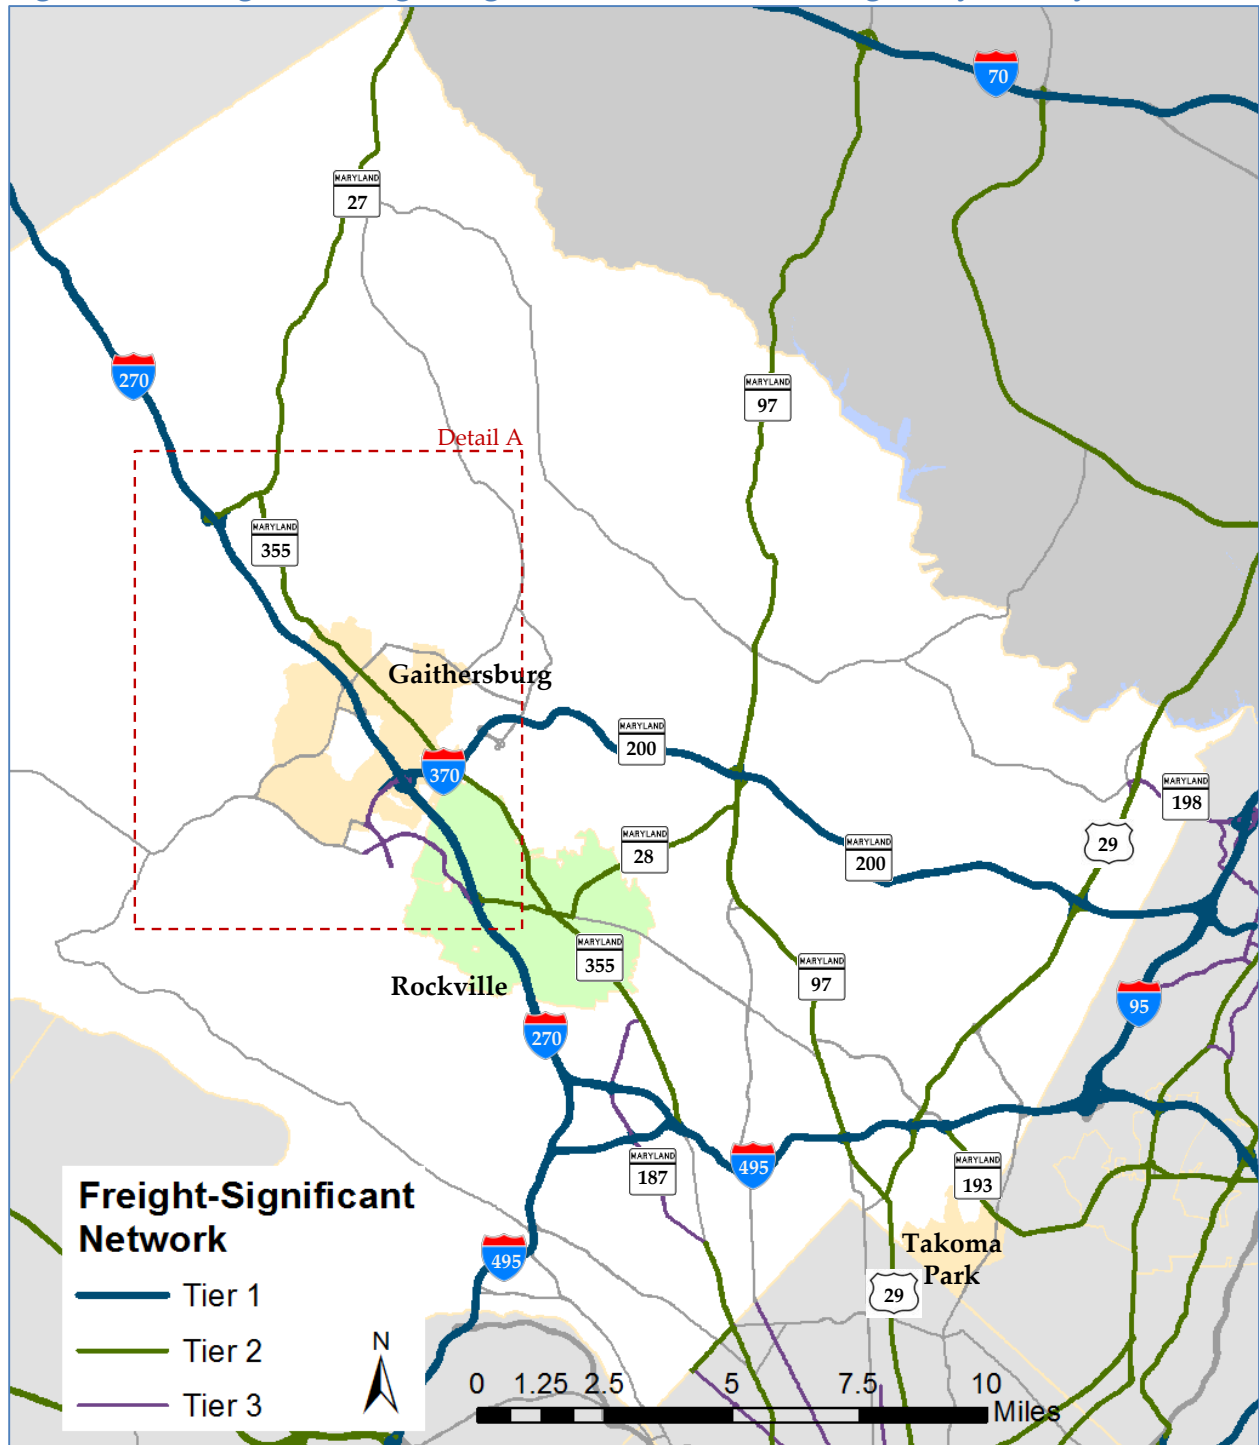 70
MARYLAND
27
270
MARYLAND
97
Detail A
MARYLAND
355
Gaithersburg
MARYLAND
200
370
MARYLAND
198
29
MARYLAND
28
MARYLAND
200
MARYLAND
355
MARYLAND
97
Rockville
95
270
MARYLAND
187
495
MARYLAND
193
Freight-Significant
Network
Tier 1
Tier 2
Tier 3
495
Takoma
Park
29
N
0 1.25 2.5 5 7.5 10
Miles